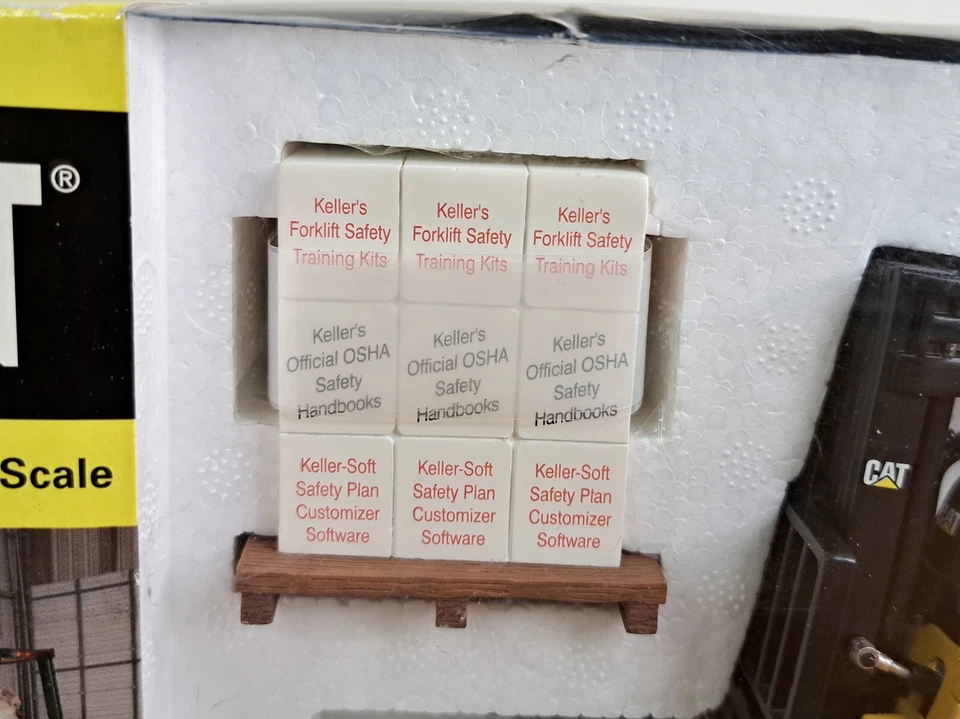 ®
Scale
Keller's
Forklift Safety
Training Kits
Keller's
Forklift Safety
Training Kits
Keller's
Forklift Safety
Training Kits
Keller's
Official OSHA
Safety
Handbooks
Keller's
Official OSHA
Safety
Handbooks
Keller's
Official OSHA
Safety
Handbooks
Keller-Soft
Safety Plan
Customizer
Software
Keller-Soft
Safety Plan
Customizer
Software
Keller-Soft
Safety Plan
Customizer
Software
CAT